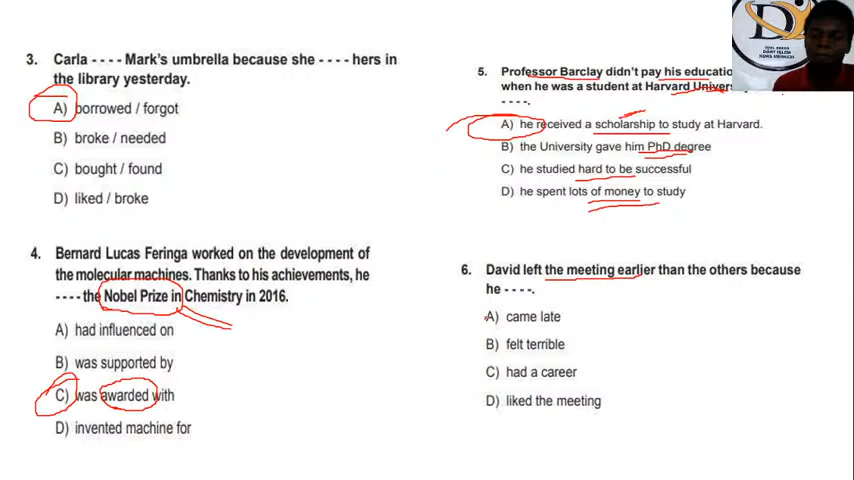 3. Carla ---- Mark's umbrella because she ---- hers in
the library yesterday.
A) borrowed / forgot
B) broke / needed
C) bought / found
D) liked / broke
4. Bernard Lucas Feringa worked on the development of
the molecular machines. Thanks to his achievements, he
---- the Nobel Prize in Chemistry in 2016.
A) had influenced on
B) was supported by
C) was awarded with
D) invented machine for
5. Professor Barclay didn't pay his educatio
when he was a student at Harvard Univer
----.
A) he received a scholarship to study at Harvard.
B) the University gave him PhD degree
C) he studied hard to be successful
D) he spent lots of money to study
6. David left the meeting earlier than the others because
he ----.
A) came late
B) felt terrible
C) had a career
D) liked the meeting